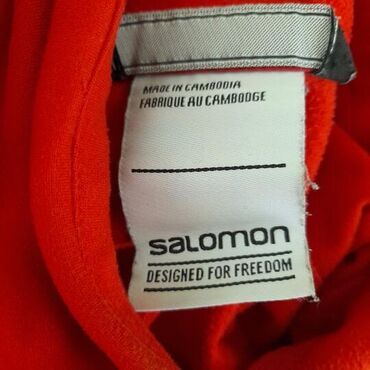 MADE IN CAMBODIA
FABRIQUE AU CAMBODGE
salomon
DESIGNED FOR FREEDOM